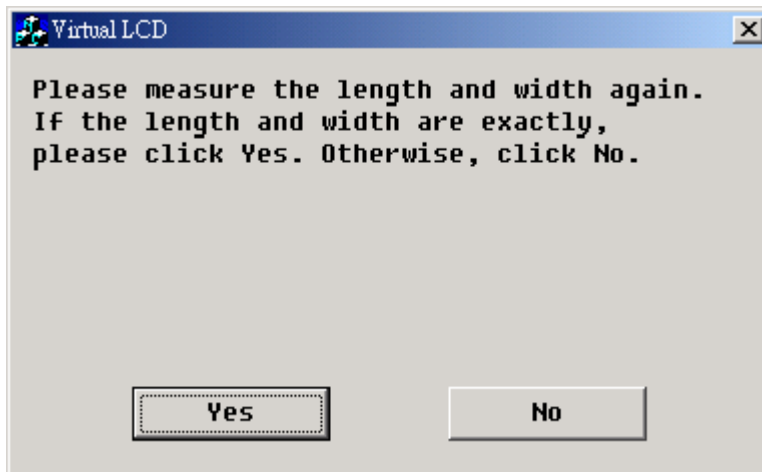 Virtual LCD
Please measure the length and width again.
If the length and width are exactly,
please click Yes. Otherwise, click No.
Yes
No